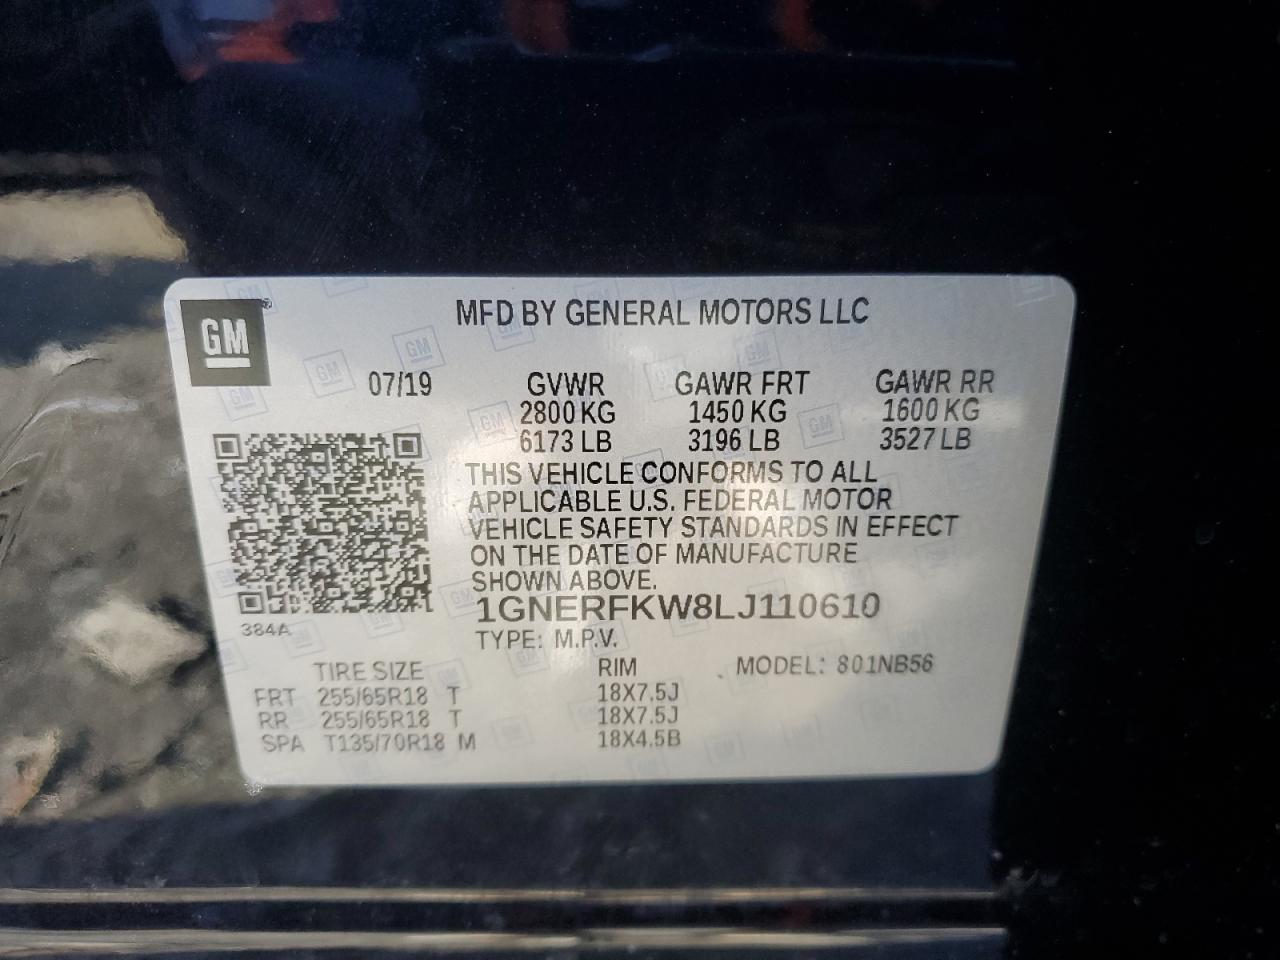 GM
MFD BY GENERAL MOTORS LLC
07/19 GVWR GAWR FRT GAWR RR
2800 KG 1450 KG 1600 KG
6173 LB 3196 LB 3527 LB
THIS VEHICLE CONFORMS TO ALL
APPLICABLE U.S. FEDERAL MOTOR
VEHICLE SAFETY STANDARDS IN EFFECT
ON THE DATE OF MANUFACTURE
SHOWN ABOVE.
1GNERFKW8LJ110610
384A
TYPE: M.P.V.
TIRE SIZE RIM MODEL: 801NB56
FRT 255/65R18 T 18X7.5J
RR 255/65R18 T 18X7.5J
SPA T135/70R18 M 18X4.5B